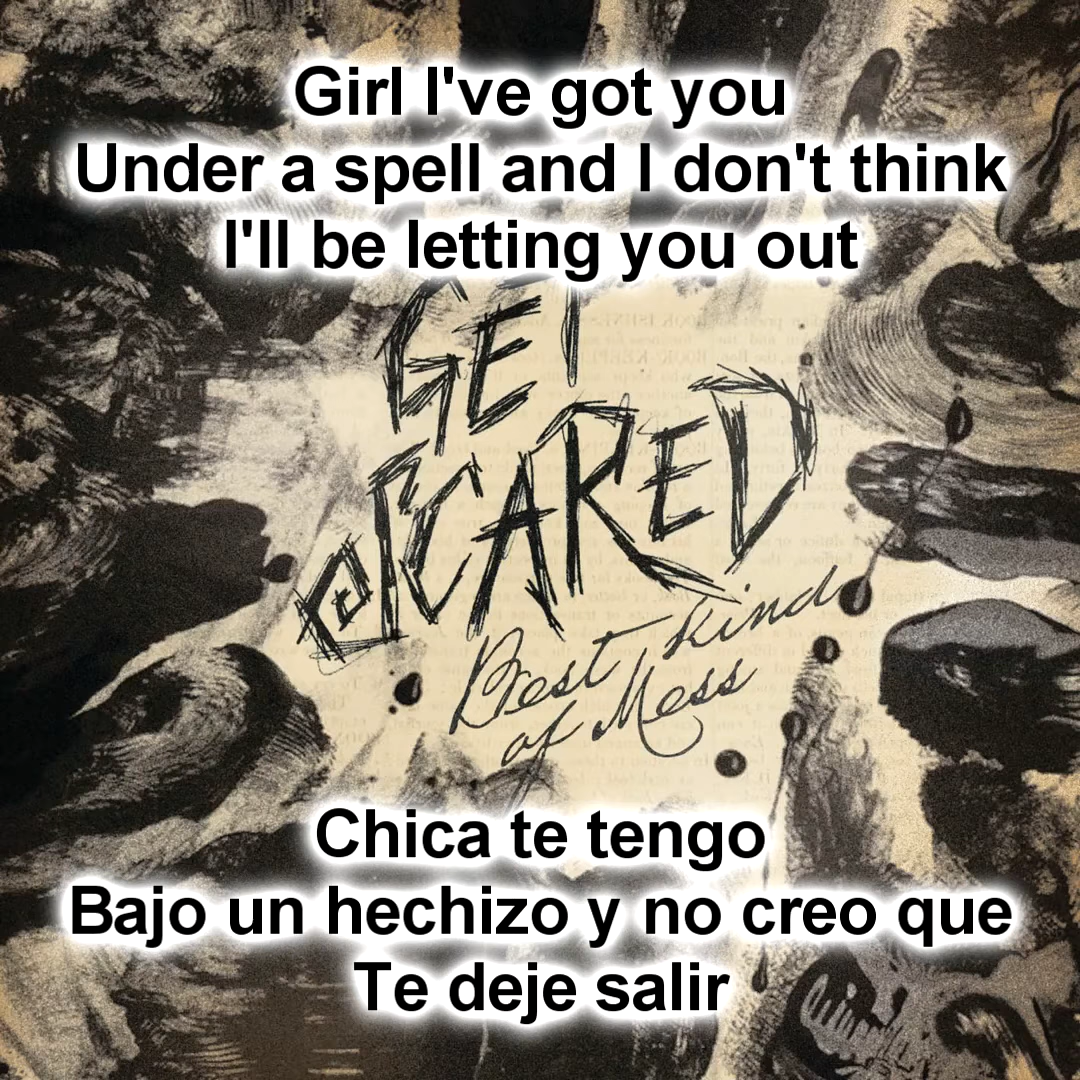 Girl I've got you
Under a spell and I don't think
I'll be letting you out
GET
SCARED
Best Kind
of Mess
Chica te tengo
Bajo un hechizo y no creo que
Te deje salir